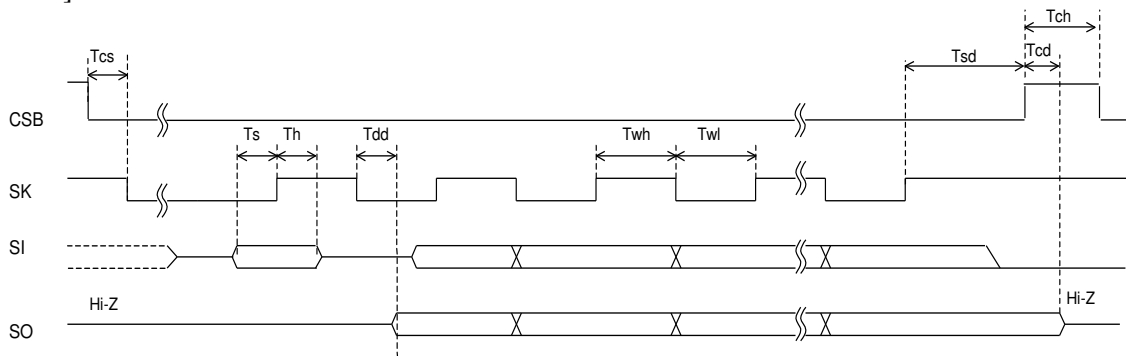 Tch
Tcs
Tsd
Tcd
CSB
Ts
Th
Tdd
Twh
Twl
SK
SI
Hi-Z
Hi-Z
SO